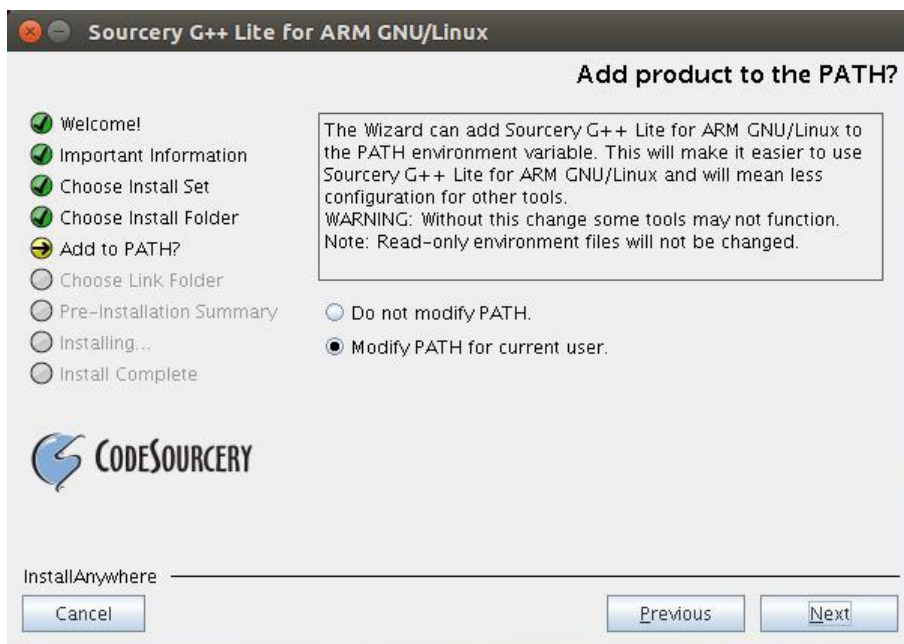 Sourcery G++ Lite for ARM GNU/Linux
Add product to the PATH?
Welcome!
Important Information
Choose Install Set
Choose Install Folder
Add to PATH?
Choose Link Folder
Pre-Installation Summary
Installing...
Install Complete
The Wizard can add Sourcery G++ Lite for ARM GNU/Linux to
the PATH environment variable. This will make it easier to use
Sourcery G++ Lite for ARM GNU/Linux and will mean less
configuration for other tools.
WARNING: Without this change some tools may not function.
Note: Read-only environment files will not be changed.
Do not modify PATH.
Modify PATH for current user.
CODESOURCERY
InstallAnywhere
Cancel
Previous
Next